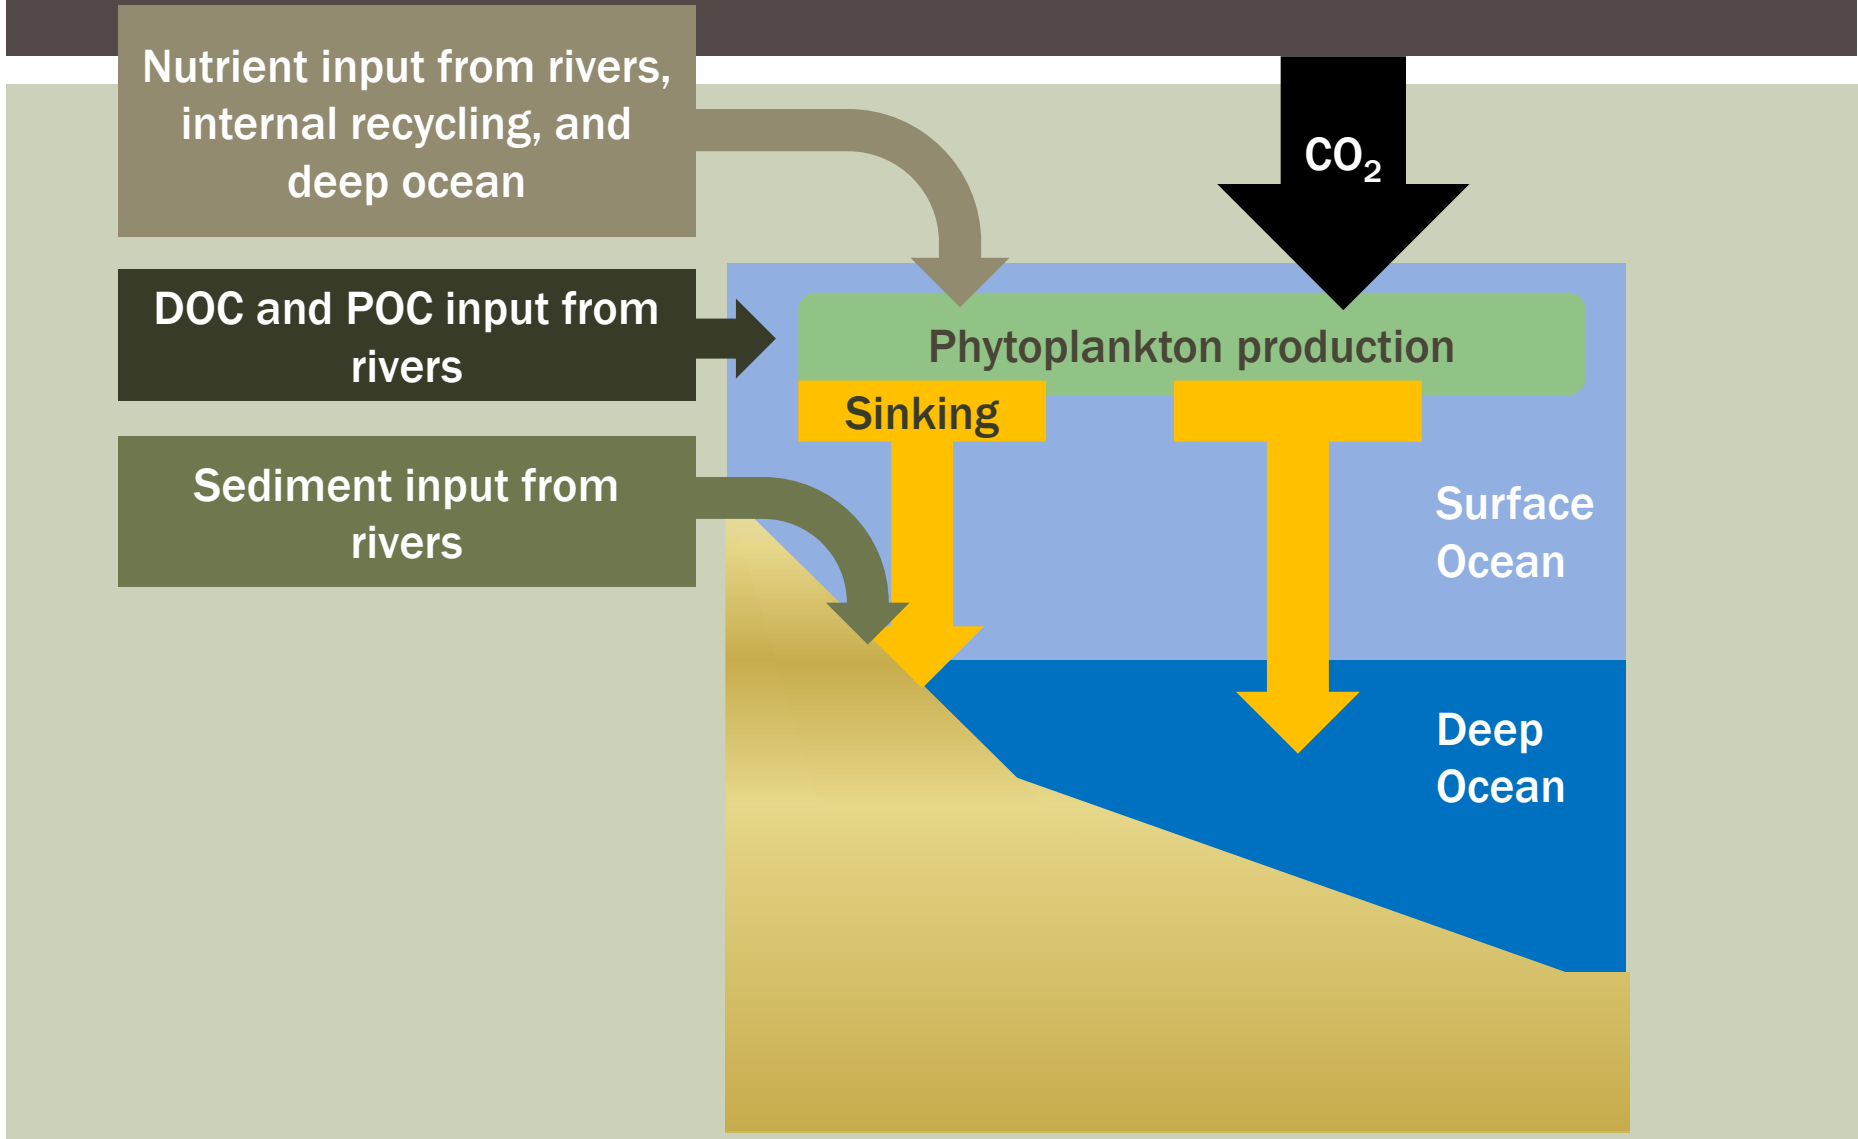 Nutrient input from rivers,
internal recycling, and
deep ocean
CO₂
DOC and POC input from
rivers
Phytoplankton production
Sinking
Sediment input from
rivers
Surface
Ocean
Deep
Ocean